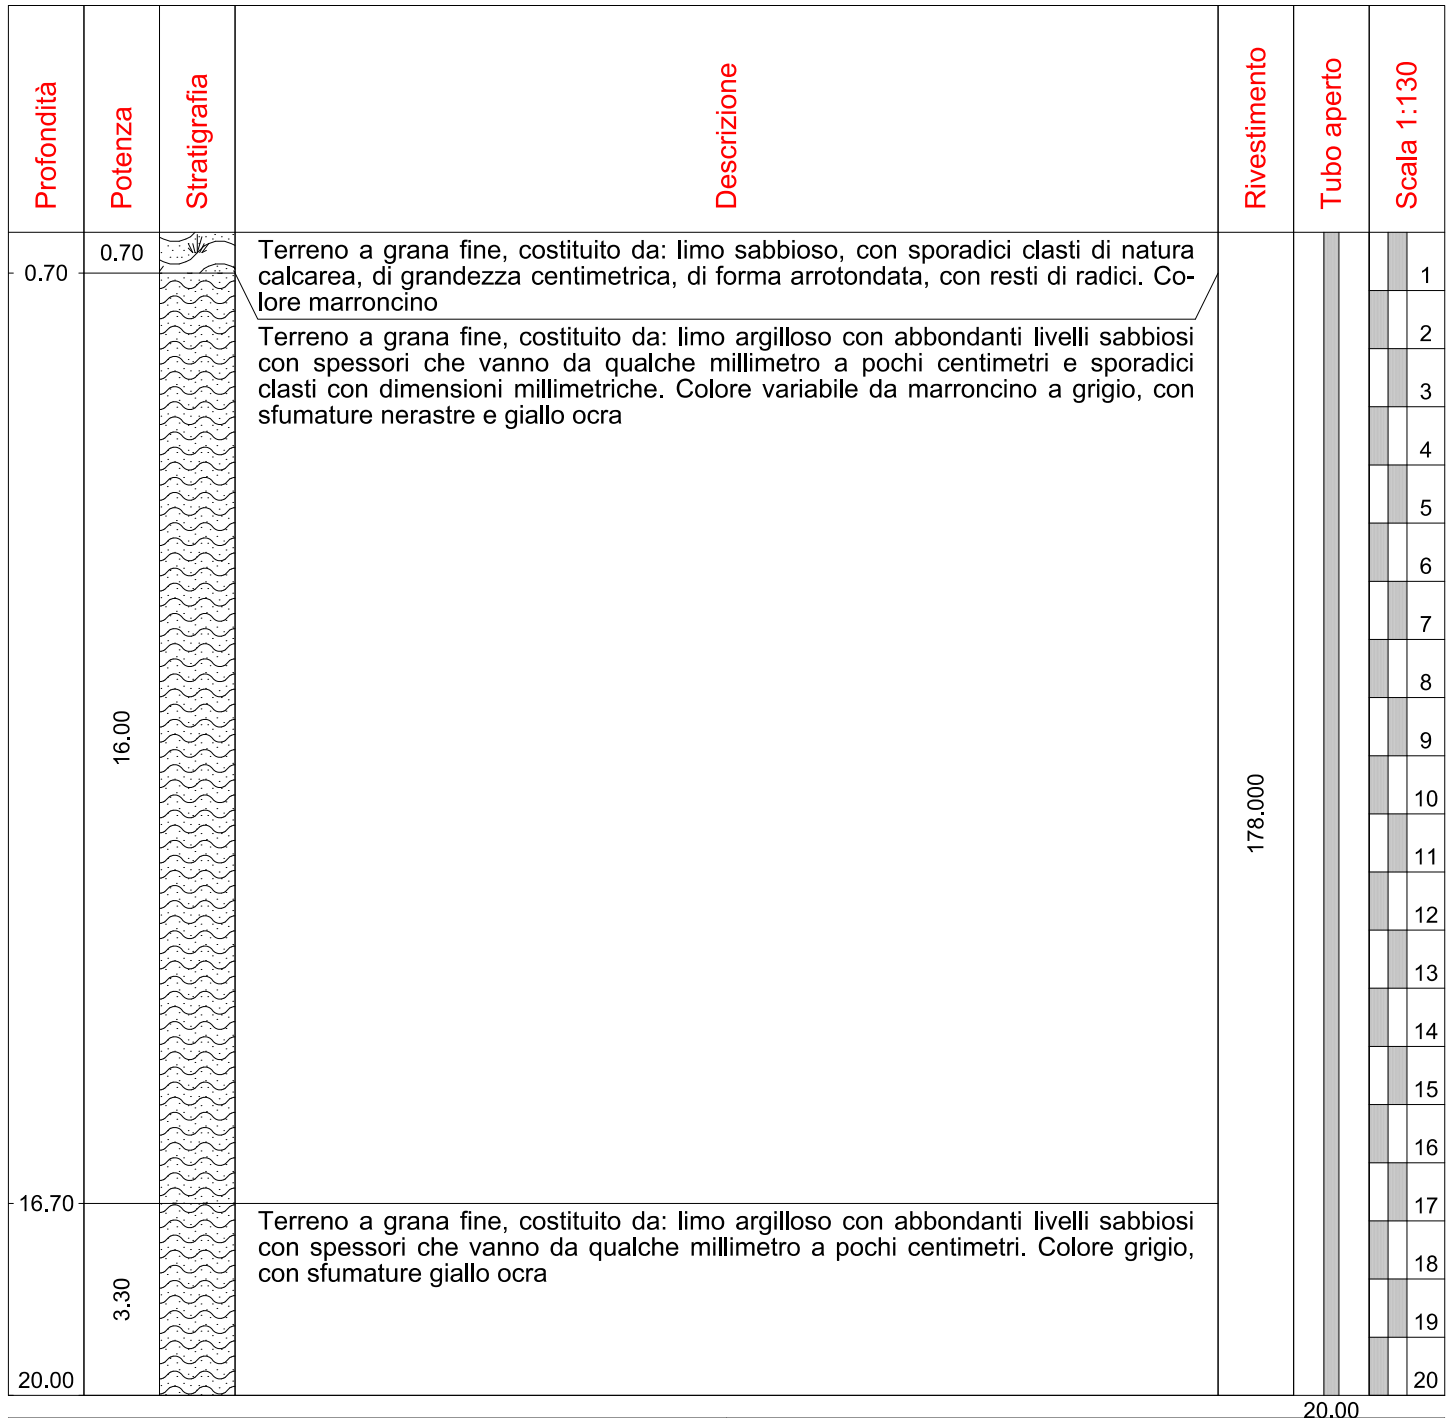 Profondità
Potenza
Stratigrafia
Descrizione
Rivestimento
Tubo aperto
Scala 1:130
0.70
0.70
Terreno a grana fine, costituito da: limo sabbioso, con sporadici clasti di natura
calcarea, di grandezza centimetrica, di forma arrotondata, con resti di radici. Co-
lore marroncino
Terreno a grana fine, costituito da: limo argilloso con abbondanti livelli sabbiosi
con spessori che vanno da qualche millimetro a pochi centimetri e sporadici
clasti con dimensioni millimetriche. Colore variabile da marroncino a grigio, con
sfumature nerastre e giallo ocra
16.00
16.70
Terreno a grana fine, costituito da: limo argilloso con abbondanti livelli sabbiosi
con spessori che vanno da qualche millimetro a pochi centimetri. Colore grigio,
con sfumature giallo ocra
3.30
20.00
178.000
20.00
1
2
3
4
5
6
7
8
9
10
11
12
13
14
15
16
17
18
19
20